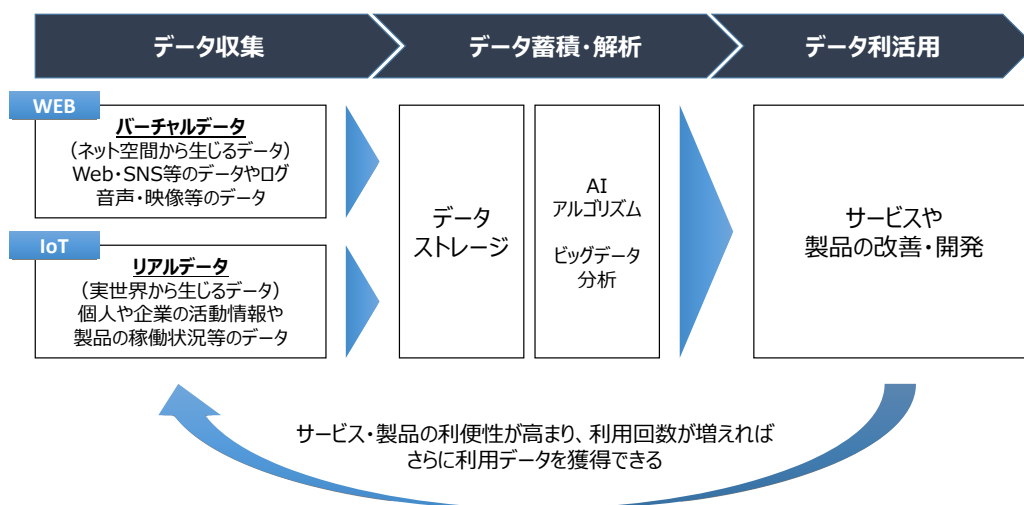 データ収集
データ蓄積・解析
データ利活用
WEB
バーチャルデータ
（ネット空間から生じるデータ）
Web・SNS等のデータやログ
音声・映像等のデータ
IoT
リアルデータ
（実世界から生じるデータ）
個人や企業の活動情報や
製品の稼働状況等のデータ
データ
ストレージ
AI
アルゴリズム
ビッグデータ
分析
サービスや
製品の改善・開発
サービス・製品の利便性が高まり、利用回数が増えれば
さらに利用データを獲得できる